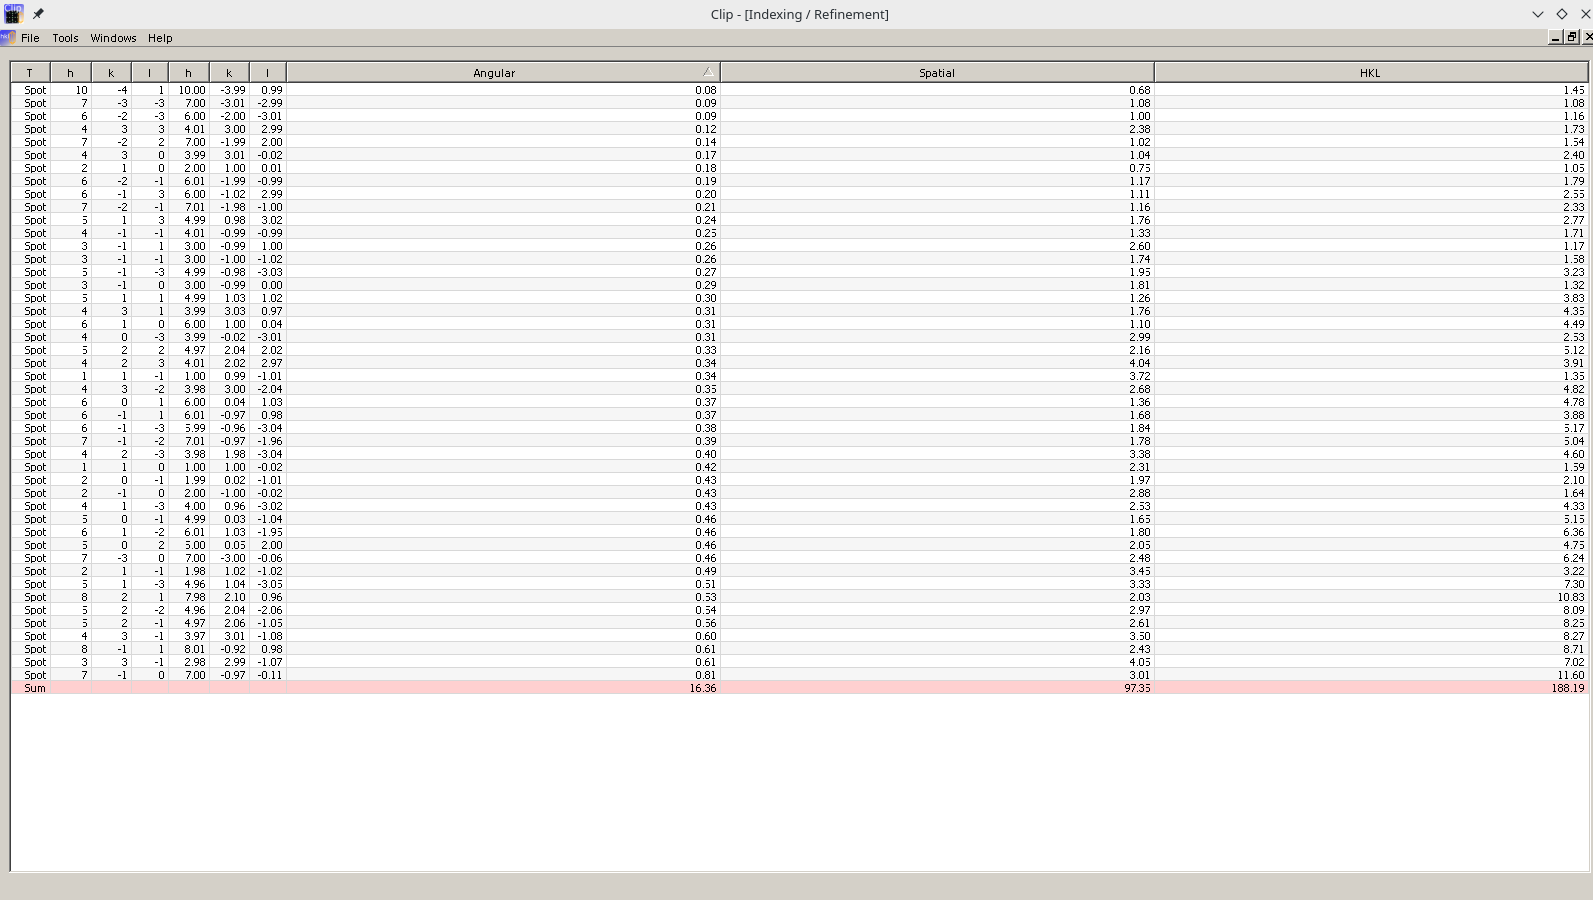 Clip - [Indexing / Refinement]
File Tools Windows Help
T h k l h k l Angular Spatial HKL
Spot 10 -4 1 10.00 -3.99 0.99 0.08 0.68 1.45
Spot 7 -3 -3 7.00 -3.01 -2.99 0.09 1.08 1.08
Spot 6 -2 -3 6.00 -2.00 -3.01 0.09 1.00 1.16
Spot 4 3 3 4.01 3.00 2.99 0.12 2.38 1.73
Spot 7 -2 2 7.00 -1.99 2.00 0.14 1.02 1.54
Spot 4 3 0 3.99 3.01 -0.02 0.17 1.04 2.40
Spot 2 1 0 2.00 1.00 0.01 0.18 0.75 1.05
Spot 6 -2 -1 6.01 -1.99 -0.99 0.19 1.17 1.79
Spot 6 -1 3 6.00 -1.02 2.99 0.20 1.11 2.55
Spot 7 -2 -1 7.01 -1.98 -1.00 0.21 1.16 2.33
Spot 5 1 3 4.99 0.98 3.02 0.24 1.76 2.77
Spot 4 -1 -1 4.01 -0.99 -0.99 0.25 1.33 1.71
Spot 3 -1 1 3.00 -0.99 1.00 0.26 2.60 1.17
Spot 3 -1 -1 3.00 -1.00 -1.02 0.26 1.74 1.58
Spot 5 -1 -3 4.99 -0.98 -3.03 0.27 1.95 3.23
Spot 3 -1 0 3.00 -0.99 0.00 0.29 1.81 1.32
Spot 5 1 1 4.99 1.03 1.02 0.30 1.26 3.83
Spot 4 3 1 3.99 3.03 0.97 0.31 1.76 4.35
Spot 6 1 0 6.00 1.00 0.04 0.31 1.10 4.49
Spot 4 0 -3 3.99 -0.02 -3.01 0.31 2.99 2.53
Spot 5 2 2 4.97 2.04 2.02 0.33 2.16 5.12
Spot 4 2 3 4.01 2.02 2.97 0.34 4.04 3.91
Spot 1 1 -1 1.00 0.99 -1.01 0.34 3.72 1.35
Spot 4 3 -2 3.98 3.00 -2.04 0.35 2.68 4.82
Spot 6 0 1 6.00 0.04 1.03 0.37 1.36 4.78
Spot 6 -1 1 6.01 -0.97 0.98 0.37 1.68 3.88
Spot 6 -1 -3 5.99 -0.96 -3.04 0.38 1.84 5.17
Spot 7 -1 -2 7.01 -0.97 -1.96 0.39 1.78 5.04
Spot 4 2 -3 3.98 1.98 -3.04 0.40 3.38 4.60
Spot 1 1 0 1.00 1.00 -0.02 0.42 2.31 1.59
Spot 2 0 -1 1.99 0.02 -1.01 0.43 1.97 2.10
Spot 2 -1 0 2.00 -1.00 -0.02 0.43 2.88 1.64
Spot 4 1 -3 4.00 0.96 -3.02 0.43 2.53 4.33
Spot 5 0 -1 4.99 0.03 -1.04 0.46 1.65 5.15
Spot 6 1 -2 6.01 1.03 -1.95 0.46 1.80 6.36
Spot 5 0 2 5.00 0.05 2.00 0.46 2.05 4.75
Spot 7 -3 0 7.00 -3.00 -0.06 0.46 2.48 6.24
Spot 2 1 -1 1.98 1.02 -1.02 0.49 3.45 3.22
Spot 5 1 -3 4.96 1.04 -3.05 0.51 3.33 7.30
Spot 8 2 1 7.98 2.10 0.96 0.53 2.03 10.83
Spot 5 2 -2 4.96 2.04 -2.06 0.54 2.97 8.09
Spot 5 2 -1 4.97 2.06 -1.05 0.56 2.61 8.25
Spot 4 3 -1 3.97 3.01 -1.08 0.60 3.50 8.27
Spot 8 -1 1 8.01 -0.92 0.98 0.61 2.43 8.71
Spot 3 3 -1 2.98 2.99 -1.07 0.61 4.05 7.02
Spot 7 -1 0 7.00 -0.97 -0.11 0.81 3.01 11.60
Sum 16.36 97.35 188.19